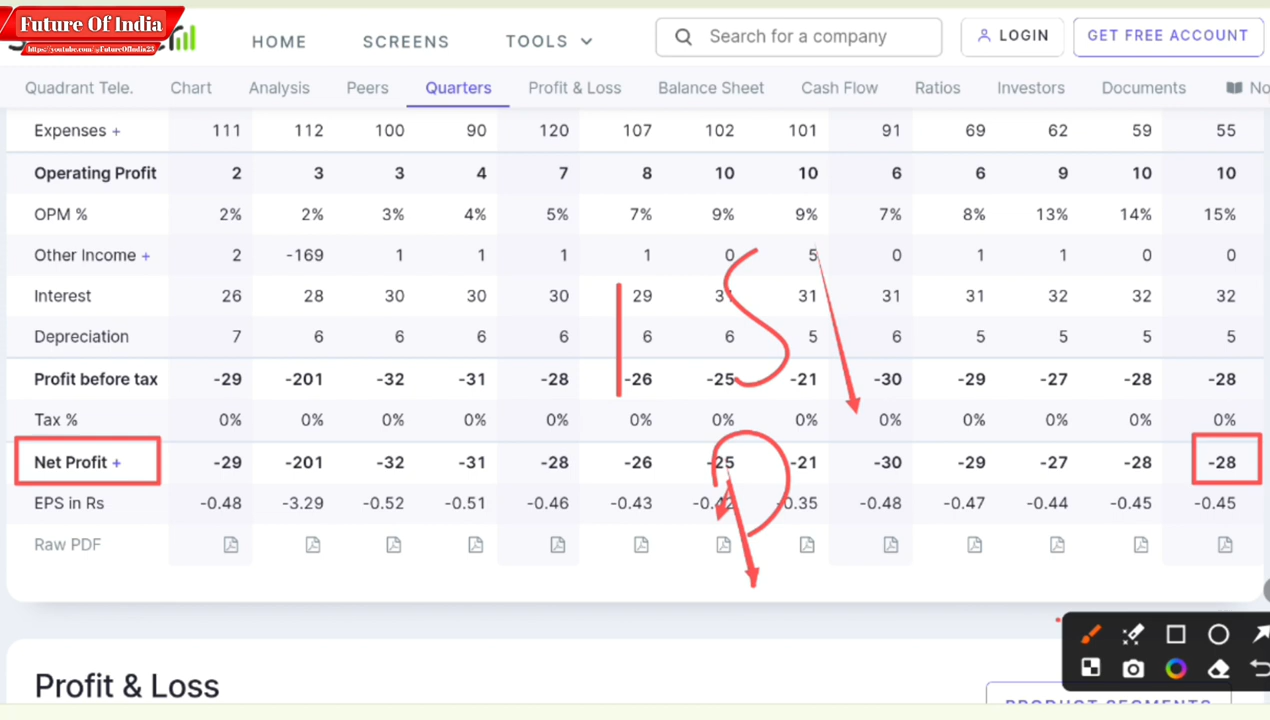 Future Of India
https://youtube.com/@FutureOfIndia23
HOME SCREENS TOOLS Search for a company LOGIN GET FREE ACCOUNT
Quadrant Tele. Chart Analysis Peers Quarters Profit & Loss Balance Sheet Cash Flow Ratios Investors Documents No
Expenses + 111 112 100 90 120 107 102 101 91 69 62 59 55
Operating Profit 2 3 3 4 7 8 10 10 6 6 9 10 10
OPM % 2% 2% 3% 4% 5% 7% 9% 9% 7% 8% 13% 14% 15%
Other Income + 2 -169 1 1 1 1 0 5 0 1 1 0 0
Interest 26 28 30 30 30 29 31 31 31 31 32 32 32
Depreciation 7 6 6 6 6 6 6 5 6 5 5 5 5
Profit before tax -29 -201 -32 -31 -28 -26 -25 -21 -30 -29 -27 -28 -28
Tax % 0% 0% 0% 0% 0% 0% 0% 0% 0% 0% 0% 0% 0%
Net Profit + -29 -201 -32 -31 -28 -26 -25 -21 -30 -29 -27 -28 -28
EPS in Rs -0.48 -3.29 -0.52 -0.51 -0.46 -0.43 -0.42 -0.35 -0.48 -0.47 -0.44 -0.45 -0.45
Raw PDF
Profit & Loss
PRODUCT SEGMENTS